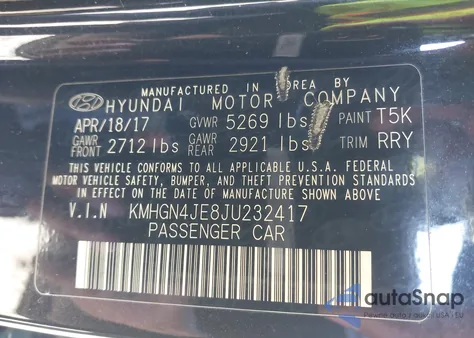 MANUFACTURED IN OREA BY
HYUNDAI MOTOR COMPANY
APR/18/17 GVWR 5269 lbs PAINT T5K
GAWR FRONT 2712 lbs GAWR REAR 2921 lbs TRIM RRY
THIS VEHICLE CONFORMS TO ALL APPLICABLE U.S.A. FEDERAL
MOTOR VEHICLE SAFETY, BUMPER, AND THEFT PREVENTION
STANDARDS IN EFFECT ON THE DATE OF MANUFACTURE SHOWN ABOVE.
V.I.N KMHGN4JE8JU232417
PASSENGER CAR
autoSnap